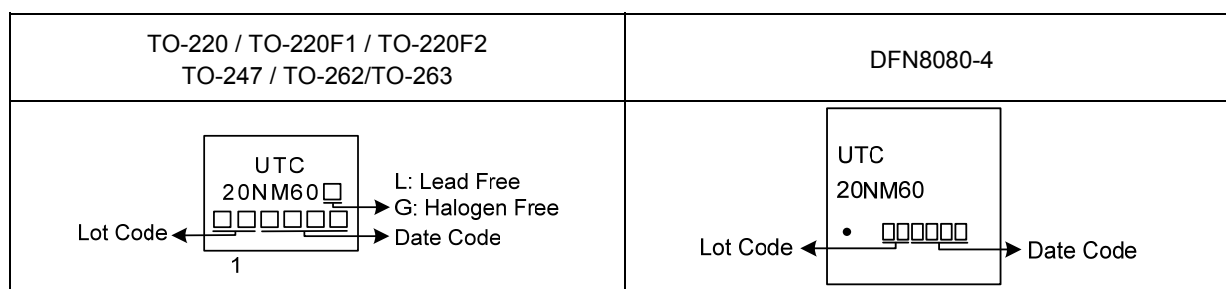 TO-220 / TO-220F1 / TO-220F2
TO-247 / TO-262/TO-263
DFN8080-4
UTC
20NM60
L: Lead Free
G: Halogen Free
Lot Code
Date Code
1
UTC
20NM60
Lot Code
Date Code